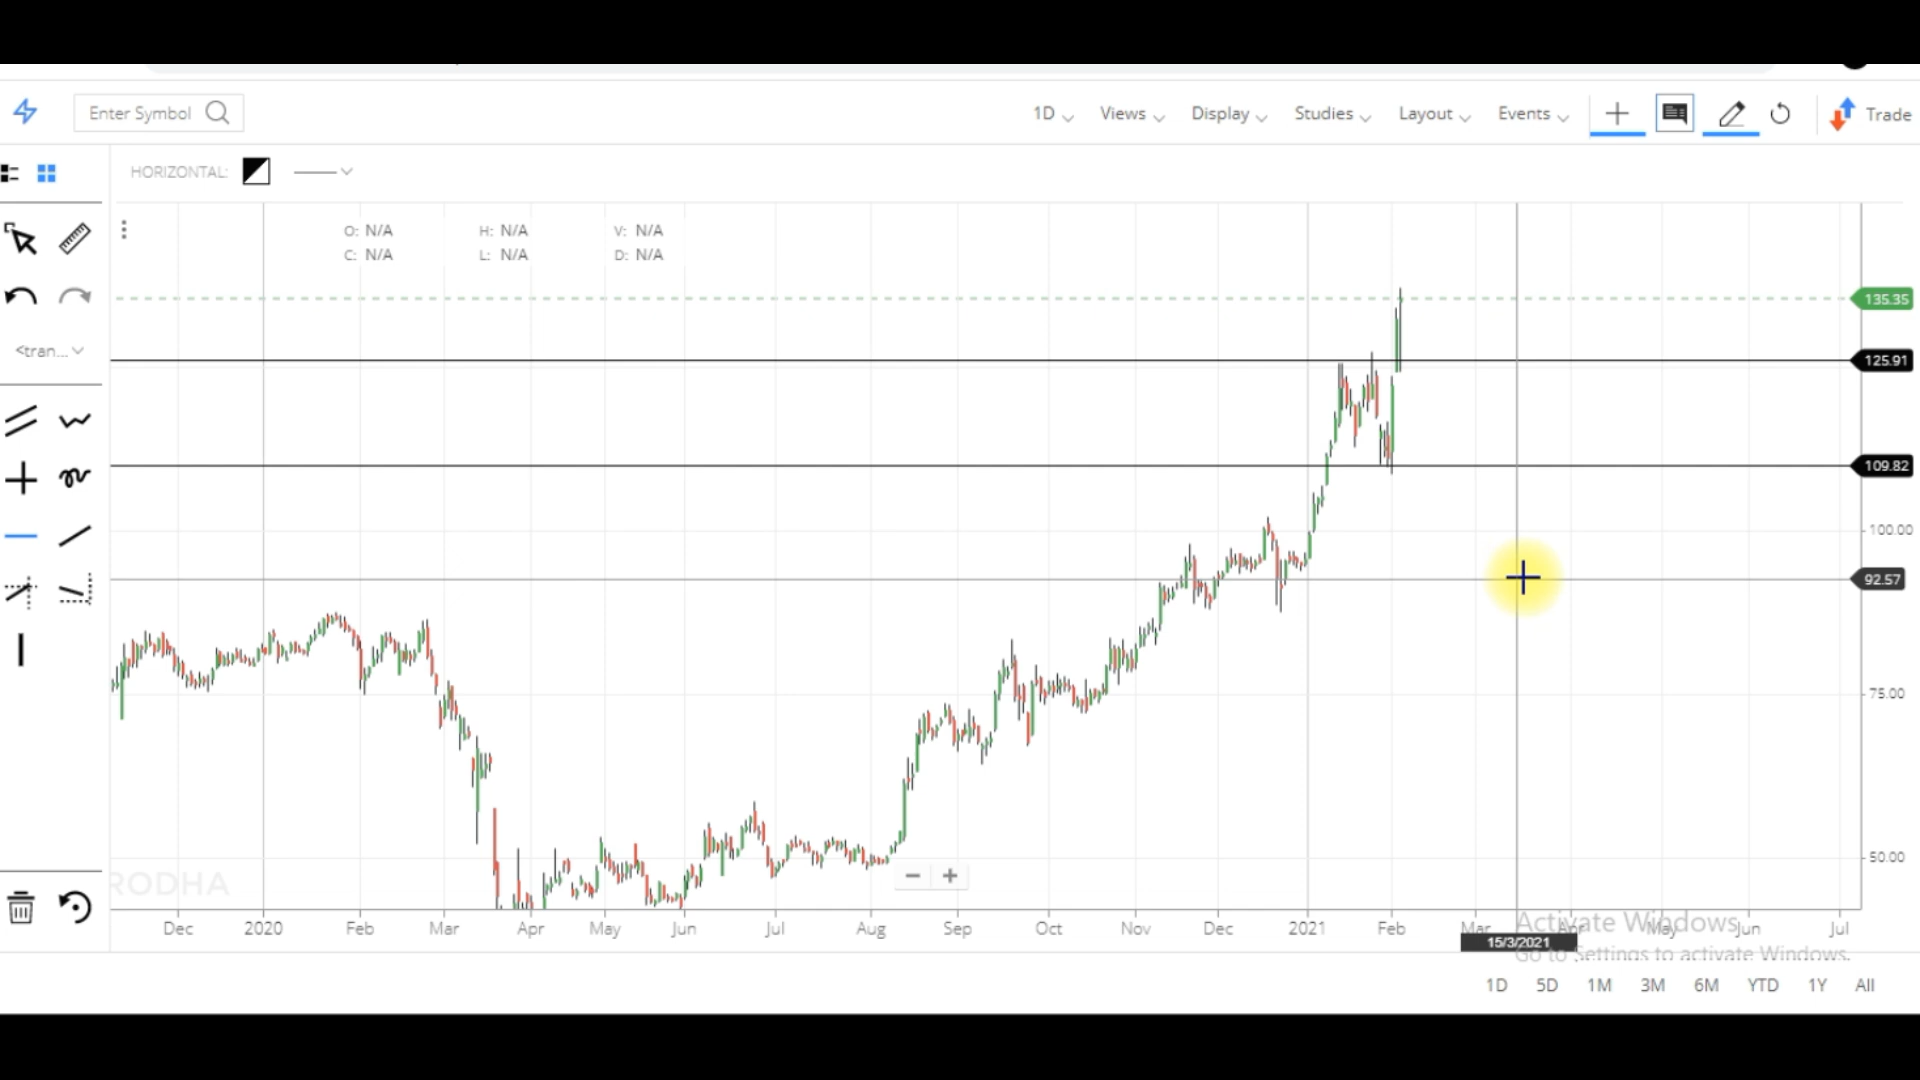 Enter Symbol 1D Views Display Studies Layout Events Trade
HORIZONTAL:
O: N/A H: N/A V: N/A
C: N/A L: N/A D: N/A
135.35
<tran...
125.91
109.82
100.00
92.57
75.00
50.00
RODHA
Dec 2020 Feb Mar Apr May Jun Jul Aug Sep Oct Nov Dec 2021 Feb Mar Apr May Jun Jul
Activate Windows
15/3/2021
Go to Settings to activate Windows.
1D 5D 1M 3M 6M YTD 1Y All